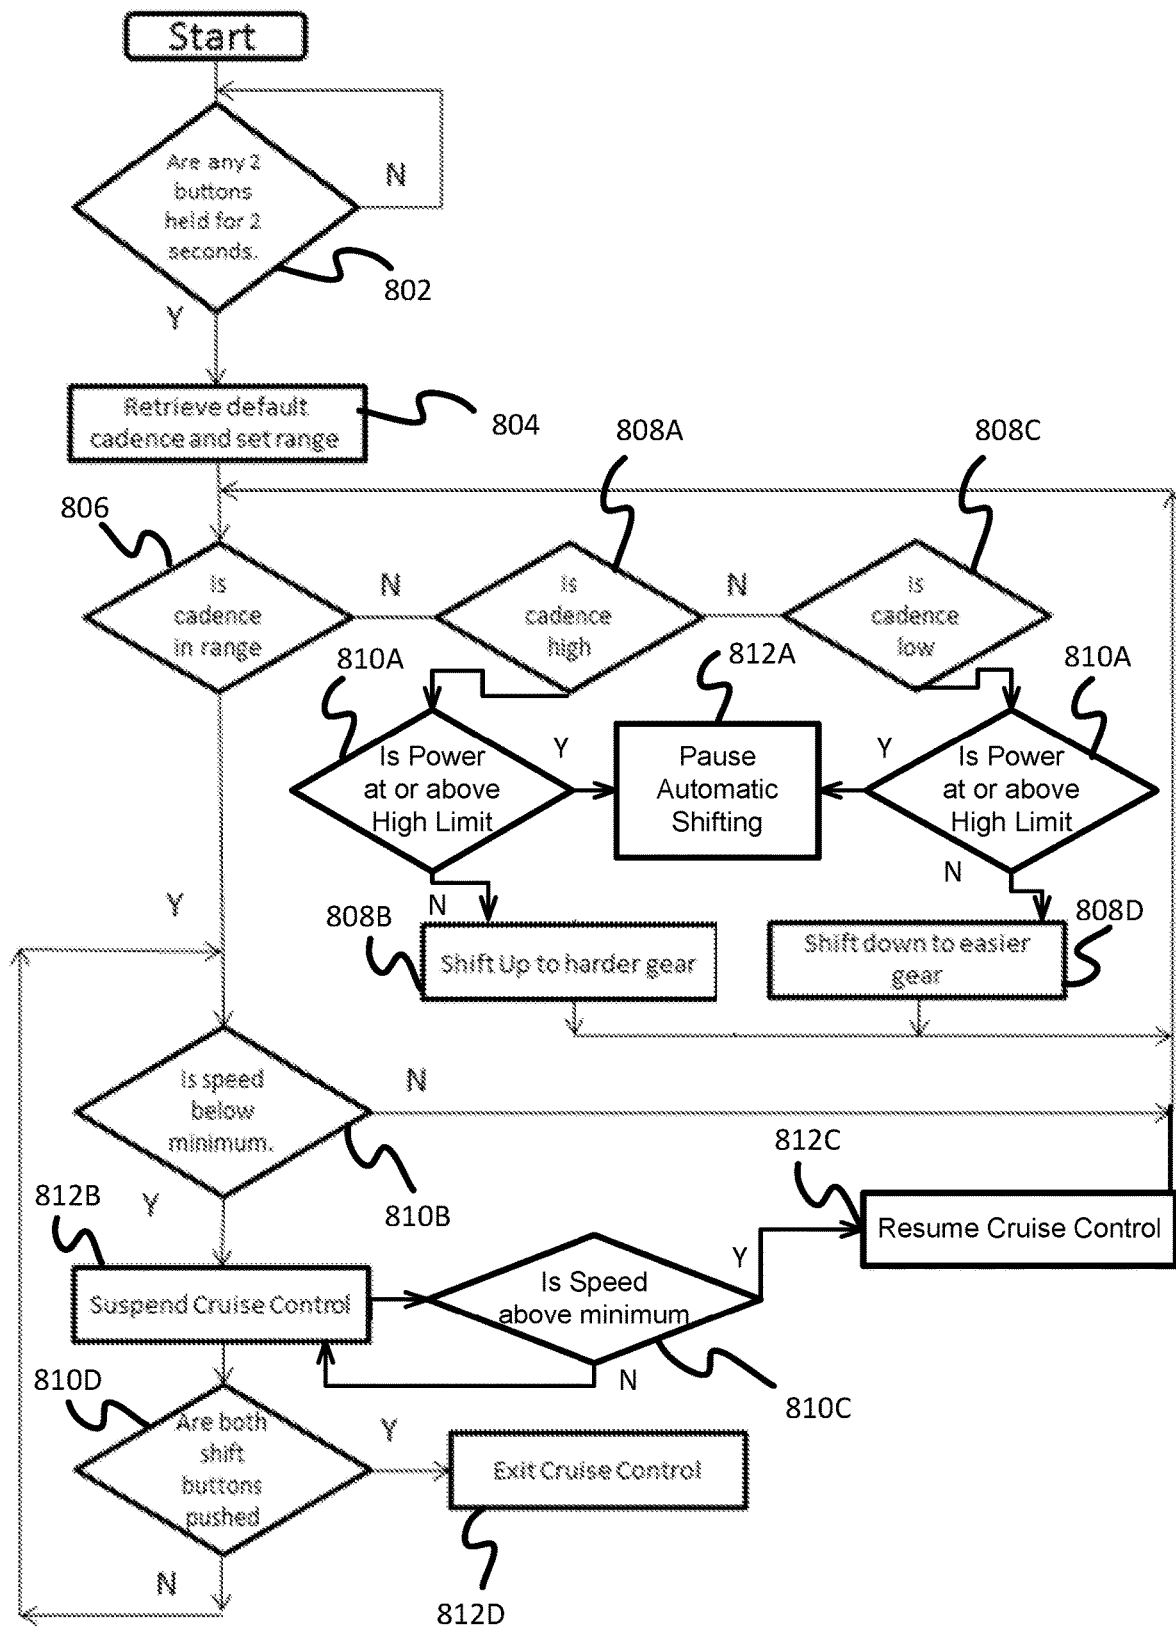 Start
Are any 2
buttons
held for 2
seconds.
N
802
Y
Retrieve default
cadence and set range
804
808A
808C
806
Is
cadence
in range
N
Is
cadence
high
N
Is
cadence
low
810A
812A
810A
Is Power
at or above
High Limit
Y
Pause
Automatic
Shifting
Y
Is Power
at or above
High Limit
N
N
Y
808B
808D
Shift Up to harder gear
Shift down to easier
gear
Is speed
below
minimum.
N
812C
812B
Y
810B
Resume Cruise Control
Y
Suspend Cruise Control
Is Speed
above minimum
N
810D
810C
Are both
shift
buttons
pushed
Y
Exit Cruise Control
N
812D